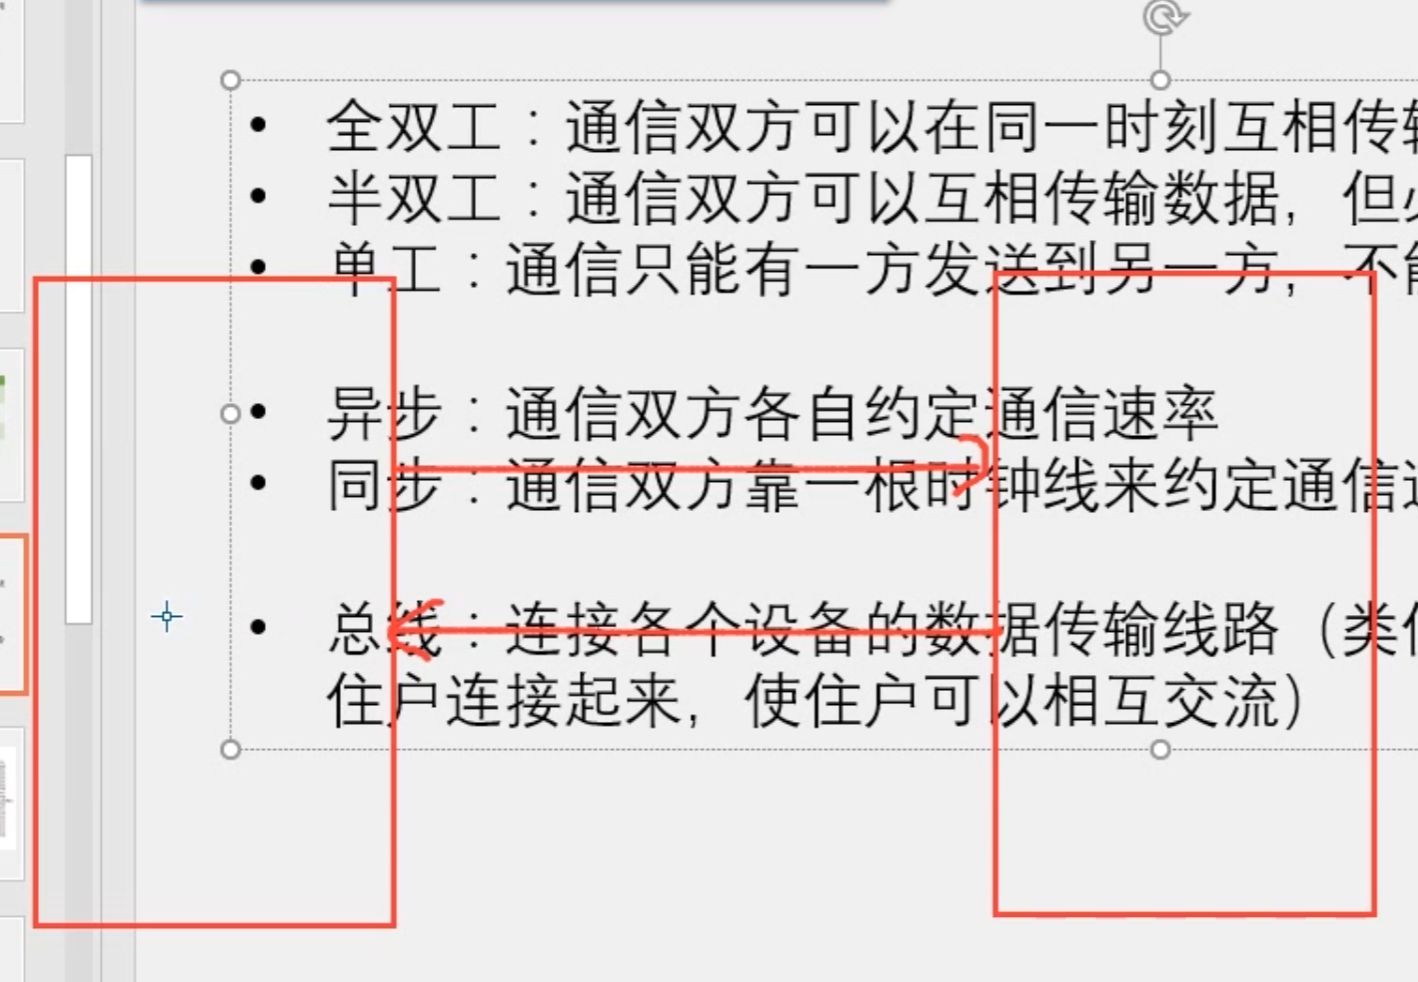 全双工：通信双方可以在同一时刻互相传
半双工：通信双方可以互相传输数据，但
单工：通信只能有一方发送到另一方，不
异步：通信双方各自约定通信速率
同步：通信双方靠一根时钟线来约定通信
总线：连接各个设备的数据传输线路（类
住户连接起来，使住户可以相互交流）